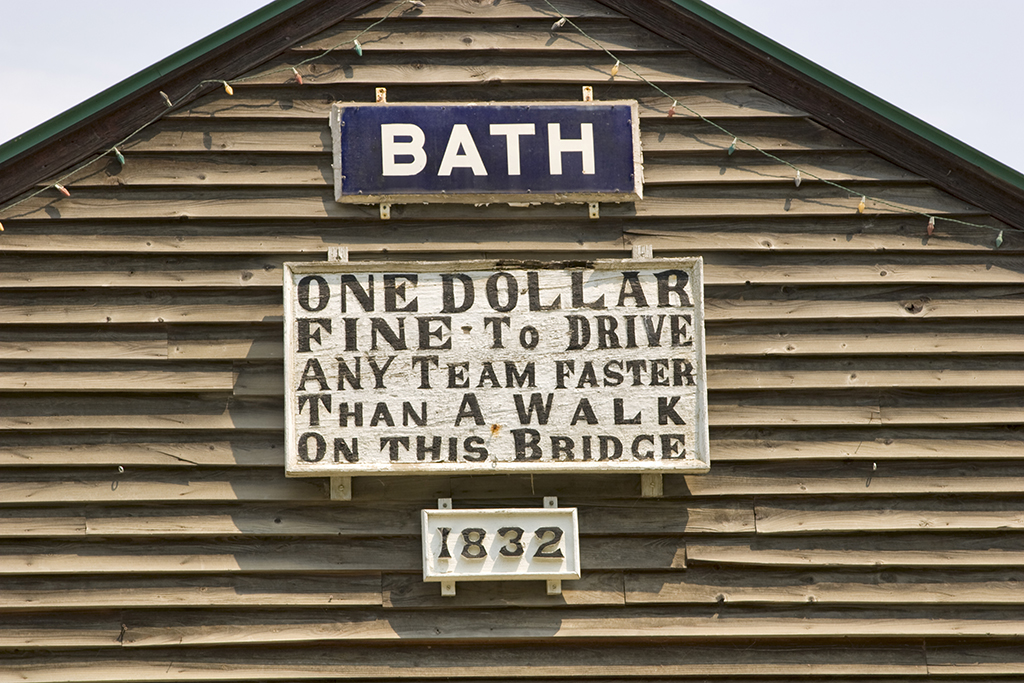 BATH
ONE DOLLAR
FINE · TO DRIVE
ANY TEAM FASTER
THAN A WALK
ON THIS BRIDGE
1832